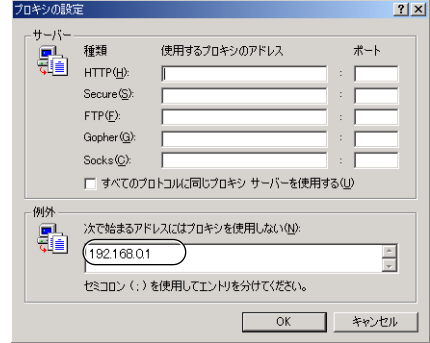 プロキシの設定
サーバー
種類 使用するプロキシのアドレス ポート
HTTP(H): :
Secure(S): :
FTP(F): :
Gopher(G): :
Socks(C): :
すべてのプロトコルに同じプロキシ サーバーを使用する(U)
例外
次で始まるアドレスにはプロキシを使用しない(N):
192.168.0.1
セミコロン ( ; ) を使用してエントリを分けてください。
OK キャンセル